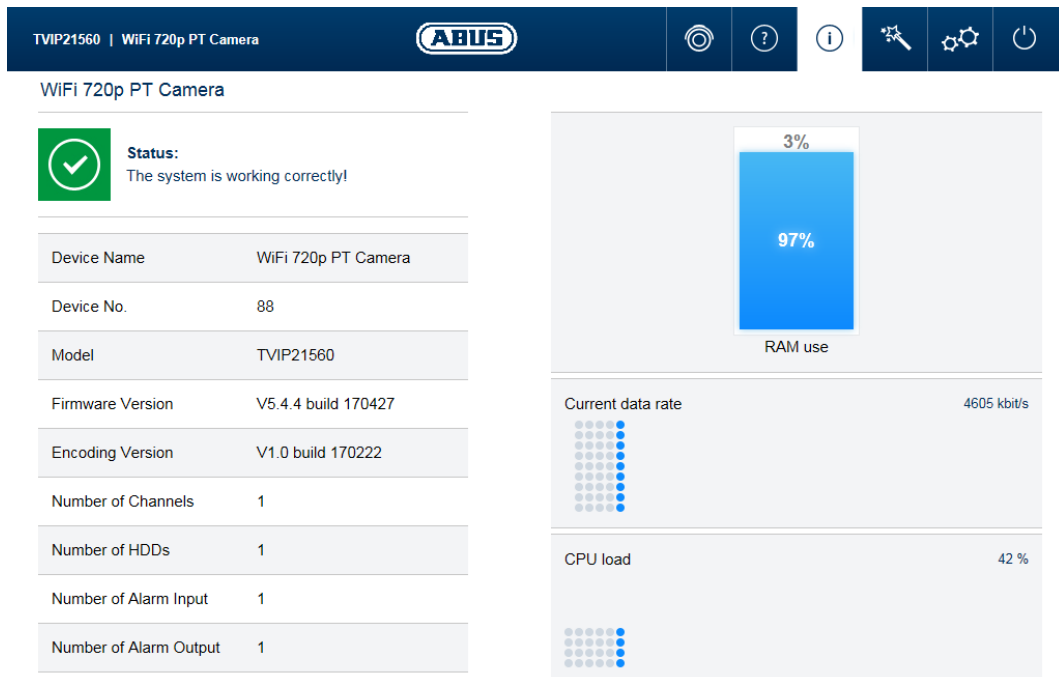 TVIP21560 | WiFi 720p PT Camera
ABUS
?
i
WiFi 720p PT Camera
Status:
The system is working correctly!
Device Name WiFi 720p PT Camera
Device No. 88
Model TVIP21560
Firmware Version V5.4.4 build 170427
Encoding Version V1.0 build 170222
Number of Channels 1
Number of HDDs 1
Number of Alarm Input 1
Number of Alarm Output 1
3%
97%
RAM use
Current data rate 4605 kbit/s
CPU load 42 %